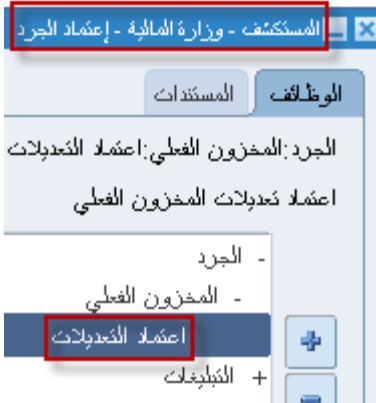 المستكشف - وزارة المالية - إعتماد الجرد
الوظائف
المستندات
الجرد:المخزون الفعلي:اعتماد التعديلات
اعتماد تعديلات المخزون الفعلي
- الجرد
- المخزون الفعلي
اعتماد التعديلات
+ التبليغات